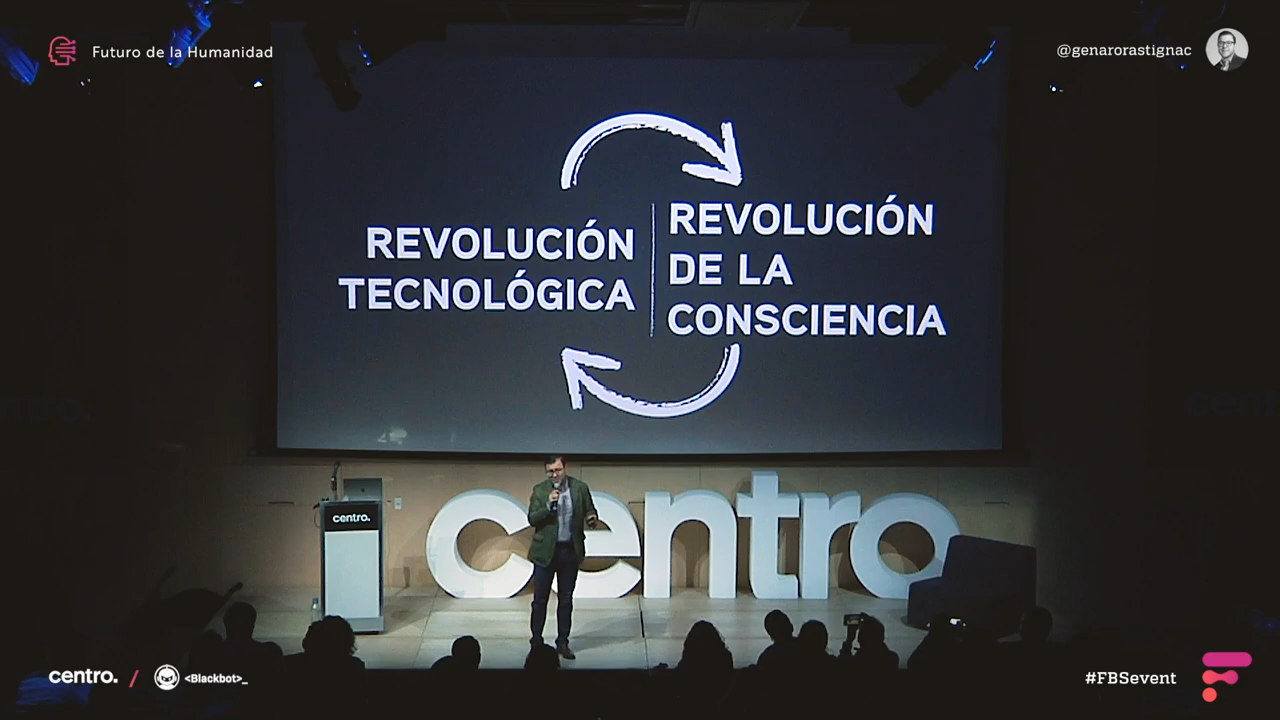 Futuro de la Humanidad
@genarorastignac
REVOLUCIÓN
TECNOLÓGICA
REVOLUCIÓN
DE LA
CONSCIENCIA
centro.
centro
centro.
<Blackbot>_
#FBSevent